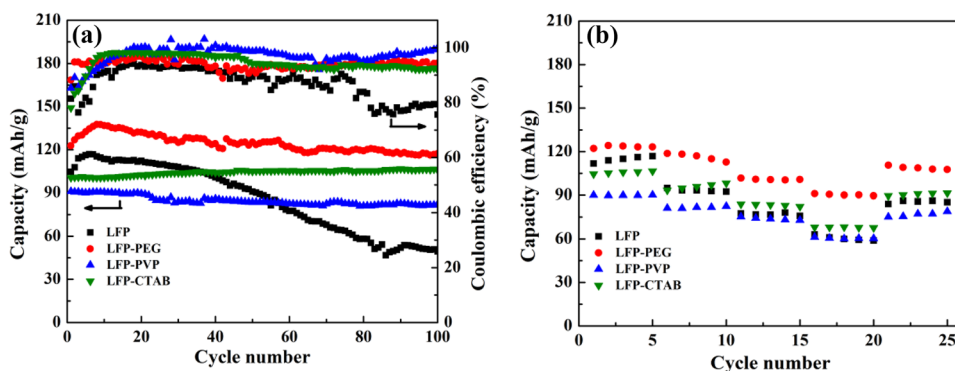 (a)
210
180
150
120
90
60
30
0
Capacity (mAh/g)
LFP
LFP-PEG
LFP-PVP
LFP-CTAB
0 20 40 60 80 100
Cycle number
100
80
60
40
20
0
Coulombic efficiency (%)
(b)
210
180
150
120
90
60
30
0
Capacity (mAh/g)
LFP
LFP-PEG
LFP-PVP
LFP-CTAB
0 5 10 15 20 25
Cycle number